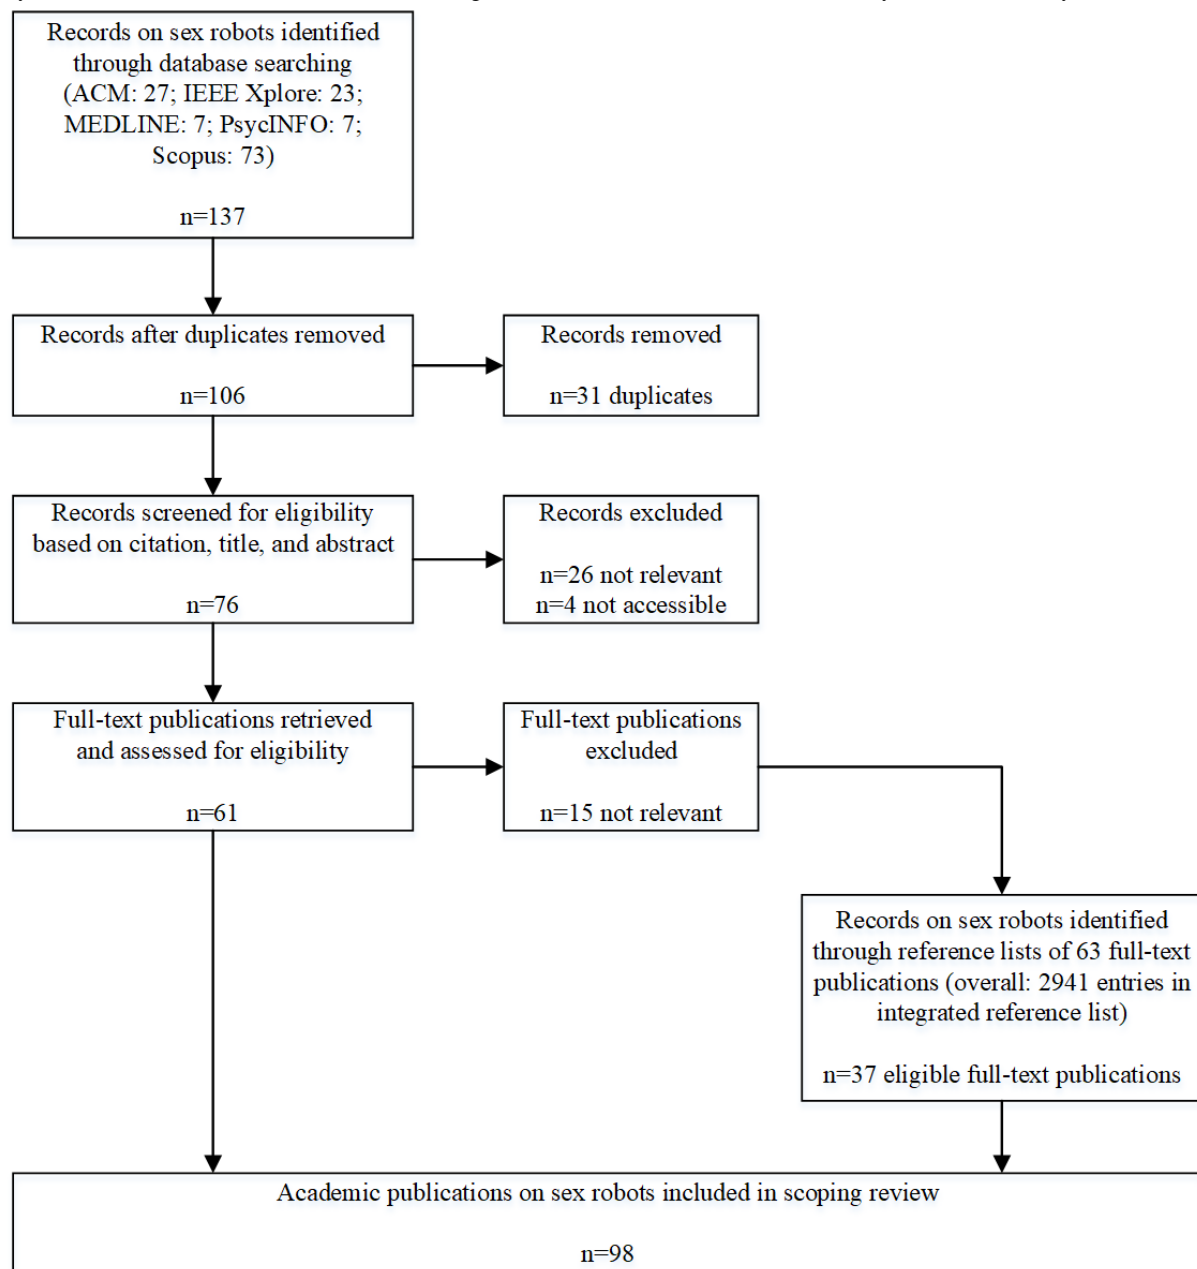 Records on sex robots identified
through database searching
(ACM: 27; IEEE Xplore: 23;
MEDLINE: 7; PsycINFO: 7;
Scopus: 73)
n=137
Records after duplicates removed
n=106
Records removed
n=31 duplicates
Records screened for eligibility
based on citation, title, and abstract
n=76
Records excluded
n=26 not relevant
n=4 not accessible
Full-text publications retrieved
and assessed for eligibility
n=61
Full-text publications
excluded
n=15 not relevant
Records on sex robots identified
through reference lists of 63 full-text
publications (overall: 2941 entries in
integrated reference list)
n=37 eligible full-text publications
Academic publications on sex robots included in scoping review
n=98